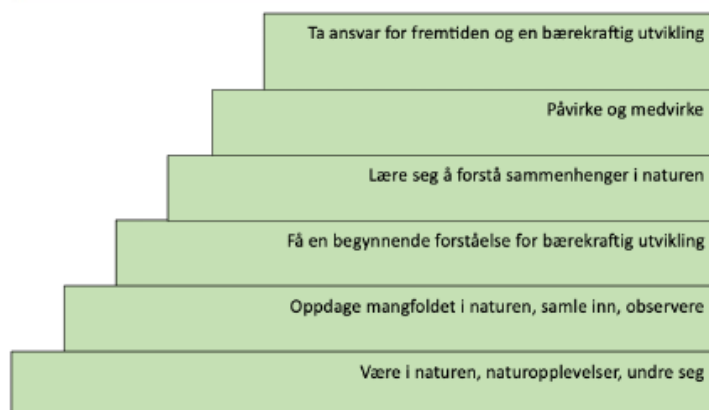 Ta ansvar for fremtiden og en bærekraftig utvikling
Påvirke og medvirke
Lære seg å forstå sammenhenger i naturen
Få en begynnende forståelse for bærekraftig utvikling
Oppdage mangfoldet i naturen, samle inn, observere
Være i naturen, naturopplevelser, undre seg